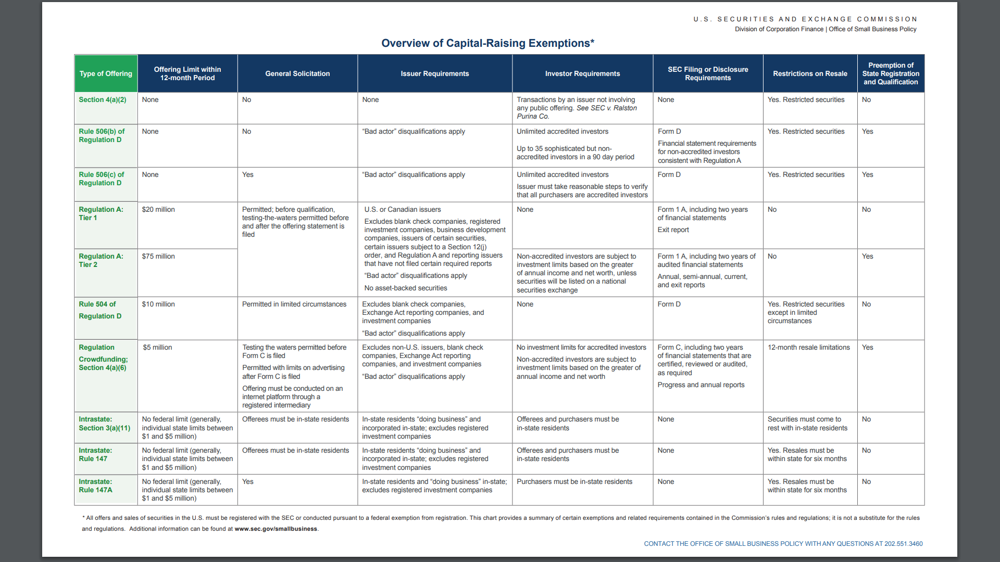 U.S. SECURITIES AND EXCHANGE COMMISSION
Division of Corporation Finance | Office of Small Business Policy
Overview of Capital-Raising Exemptions*
Type of Offering
Offering Limit within
12-month Period
General Solicitation
Issuer Requirements
Investor Requirements
SEC Filing or Disclosure
Requirements
Restrictions on Resale
Preemption of
State Registration
and Qualification
Section 4(a)(2)
None
No
None
Transactions by an issuer not involving
any public offering. See SEC v. Ralston
Purina Co.
None
Yes. Restricted securities
No
Rule 506(b) of
Regulation D
None
No
“Bad actor” disqualifications apply
Unlimited accredited investors
Up to 35 sophisticated but non-
accredited investors in a 90 day period
Form D
Financial statement requirements
for non-accredited investors
consistent with Regulation A
Yes. Restricted securities
Yes
Rule 506(c) of
Regulation D
None
Yes
“Bad actor” disqualifications apply
Unlimited accredited investors
Issuer must take reasonable steps to verify
that all purchasers are accredited investors
Form D
Yes. Restricted securities
Yes
Regulation A:
Tier 1
$20 million
Permitted; before qualification,
testing-the-waters permitted before
and after the offering statement is
filed
U.S. or Canadian issuers
Excludes blank check companies, registered
investment companies, business development
companies, issuers of certain securities,
certain issuers subject to a Section 12(j)
order, and Regulation A and reporting issuers
that have not filed certain required reports
“Bad actor” disqualifications apply
No asset-backed securities
None
Form 1 A, including two years
of financial statements
Exit report
No
No
Regulation A:
Tier 2
$75 million
Non-accredited investors are subject to
investment limits based on the greater
of annual income and net worth, unless
securities will be listed on a national
securities exchange
Form 1 A, including two years of
audited financial statements
Annual, semi-annual, current,
and exit reports
No
Yes
Rule 504 of
Regulation D
$10 million
Permitted in limited circumstances
Excludes blank check companies,
Exchange Act reporting companies, and
investment companies
“Bad actor” disqualifications apply
None
Form D
Yes. Restricted securities
except in limited
circumstances
No
Regulation
Crowdfunding;
Section 4(a)(6)
$5 million
Testing the waters permitted before
Form C is filed
Permitted with limits on advertising
after Form C is filed
Offering must be conducted on an
internet platform through a
registered intermediary
Excludes non-U.S. issuers, blank check
companies, Exchange Act reporting
companies, and investment companies
“Bad actor” disqualifications apply
No investment limits for accredited investors
Non-accredited investors are subject to
investment limits based on the greater of
annual income and net worth
Form C, including two years
of financial statements that are
certified, reviewed or audited,
as required
Progress and annual reports
12-month resale limitations
Yes
Intrastate:
Section 3(a)(11)
No federal limit (generally,
individual state limits between
$1 and $5 million)
Offerees must be in-state residents
In-state residents “doing business” and
incorporated in-state; excludes registered
investment companies
Offerees and purchasers must be
in-state residents
None
Securities must come to
rest with in-state residents
No
Intrastate:
Rule 147
No federal limit (generally,
individual state limits between
$1 and $5 million)
Offerees must be in-state residents
In-state residents “doing business” and
incorporated in-state; excludes registered
investment companies
Offerees and purchasers must be
in-state residents
None
Yes. Resales must be
within state for six months
No
Intrastate:
Rule 147A
No federal limit (generally,
individual state limits between
$1 and $5 million)
Yes
In-state residents and “doing business” in-state;
excludes registered investment companies
Purchasers must be in-state residents
None
Yes. Resales must be
within state for six months
No
* All offers and sales of securities in the U.S. must be registered with the SEC or conducted pursuant to a federal exemption from registration. This chart provides a summary of certain exemptions and related requirements contained in the Commission’s rules and regulations; it is not a substitute for the rules
and regulations. Additional information can be found at www.sec.gov/smallbusiness.
CONTACT THE OFFICE OF SMALL BUSINESS POLICY WITH ANY QUESTIONS AT 202.551.3460